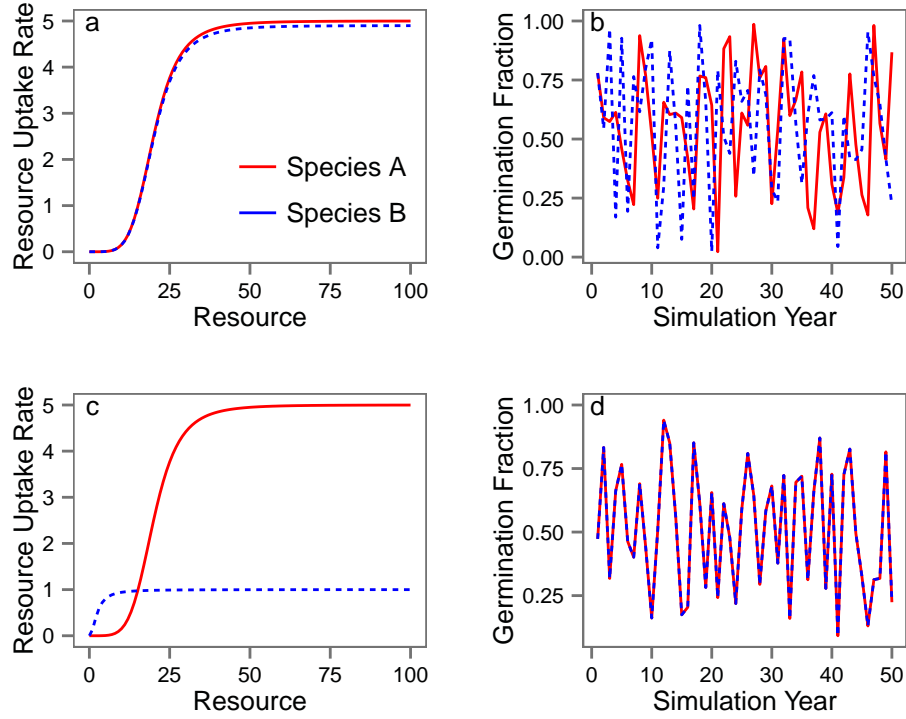 a
Resource Uptake Rate
5
4
3
2
1
0
Species A
Species B
0 25 50 75 100
Resource
b
Germination Fraction
1.00
0.75
0.50
0.25
0.00
0 10 20 30 40 50
Simulation Year
c
Resource Uptake Rate
5
4
3
2
1
0
0 25 50 75 100
Resource
d
Germination Fraction
1.00
0.75
0.50
0.25
0 10 20 30 40 50
Simulation Year